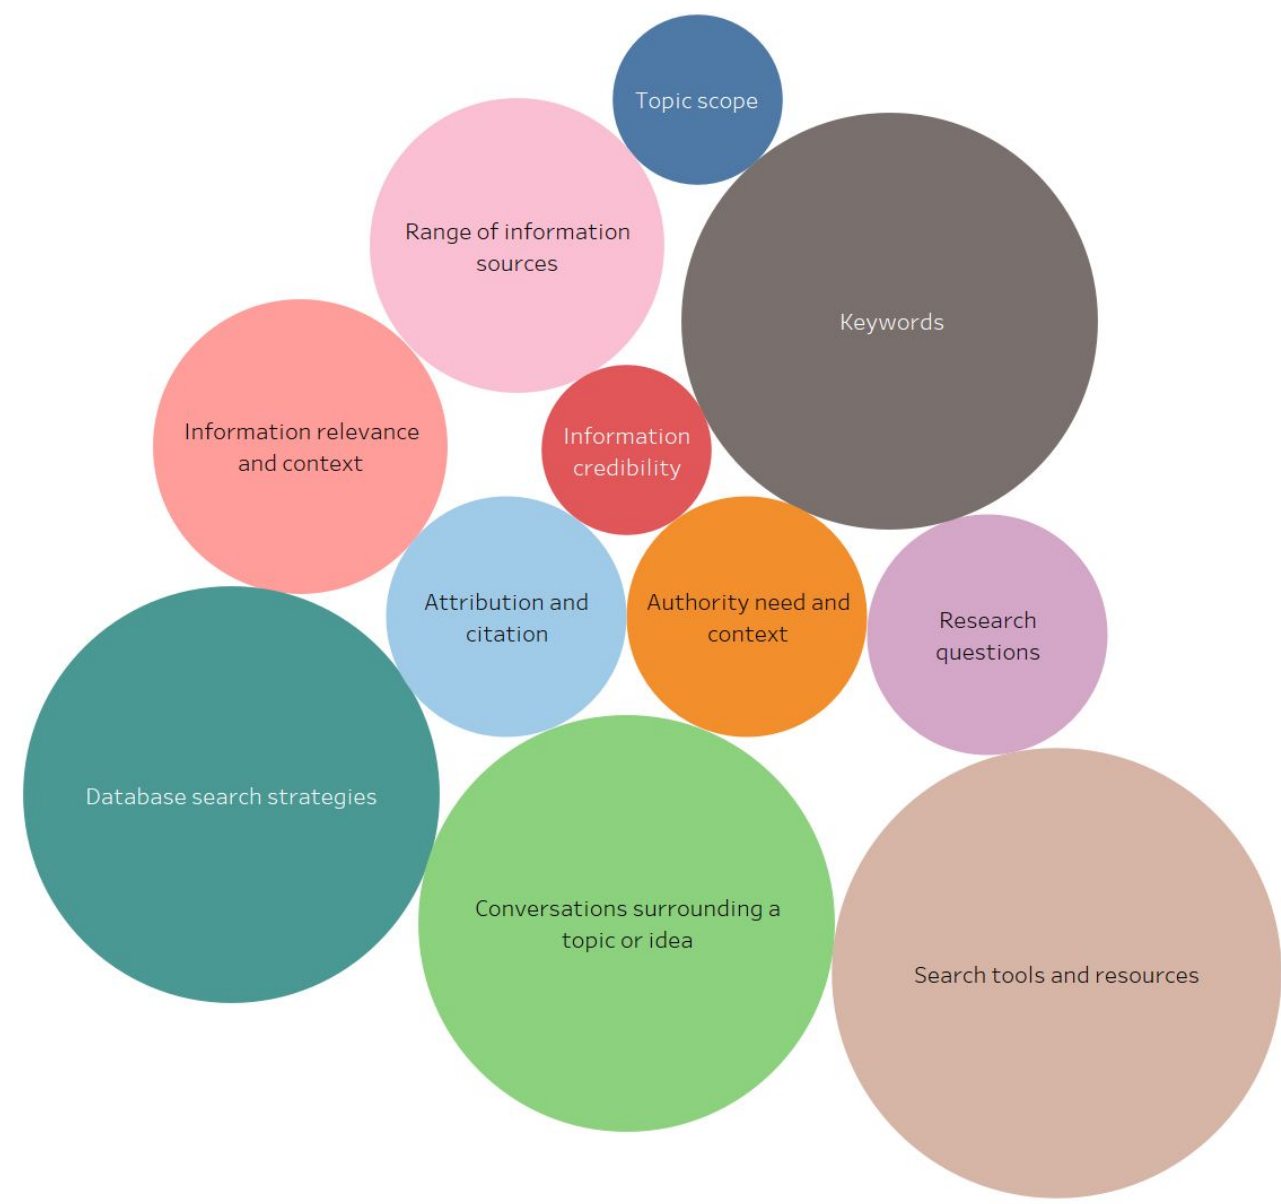 Topic scope
Range of information
sources
Keywords
Information relevance
and context
Information
credibility
Attribution and
citation
Authority need and
context
Research
questions
Database search strategies
Conversations surrounding a
topic or idea
Search tools and resources